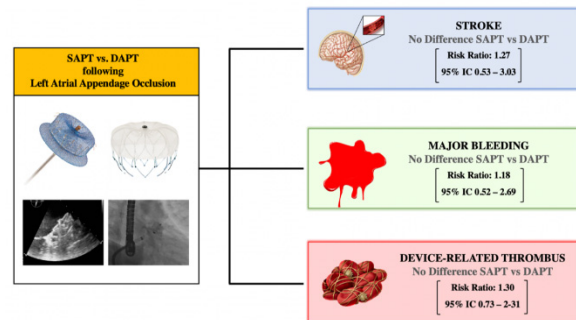 SAPT vs. DAPT
following
Left Atrial Appendage Occlusion
STROKE
No Difference SAPT vs DAPT
Risk Ratio: 1.27
95% IC 0.53 – 3.03
MAJOR BLEEDING
No Difference SAPT vs DAPT
Risk Ratio: 1.18
95% IC 0.52 – 2.69
DEVICE-RELATED THROMBUS
No Difference SAPT vs DAPT
Risk Ratio: 1.30
95% IC 0.73 – 2-31